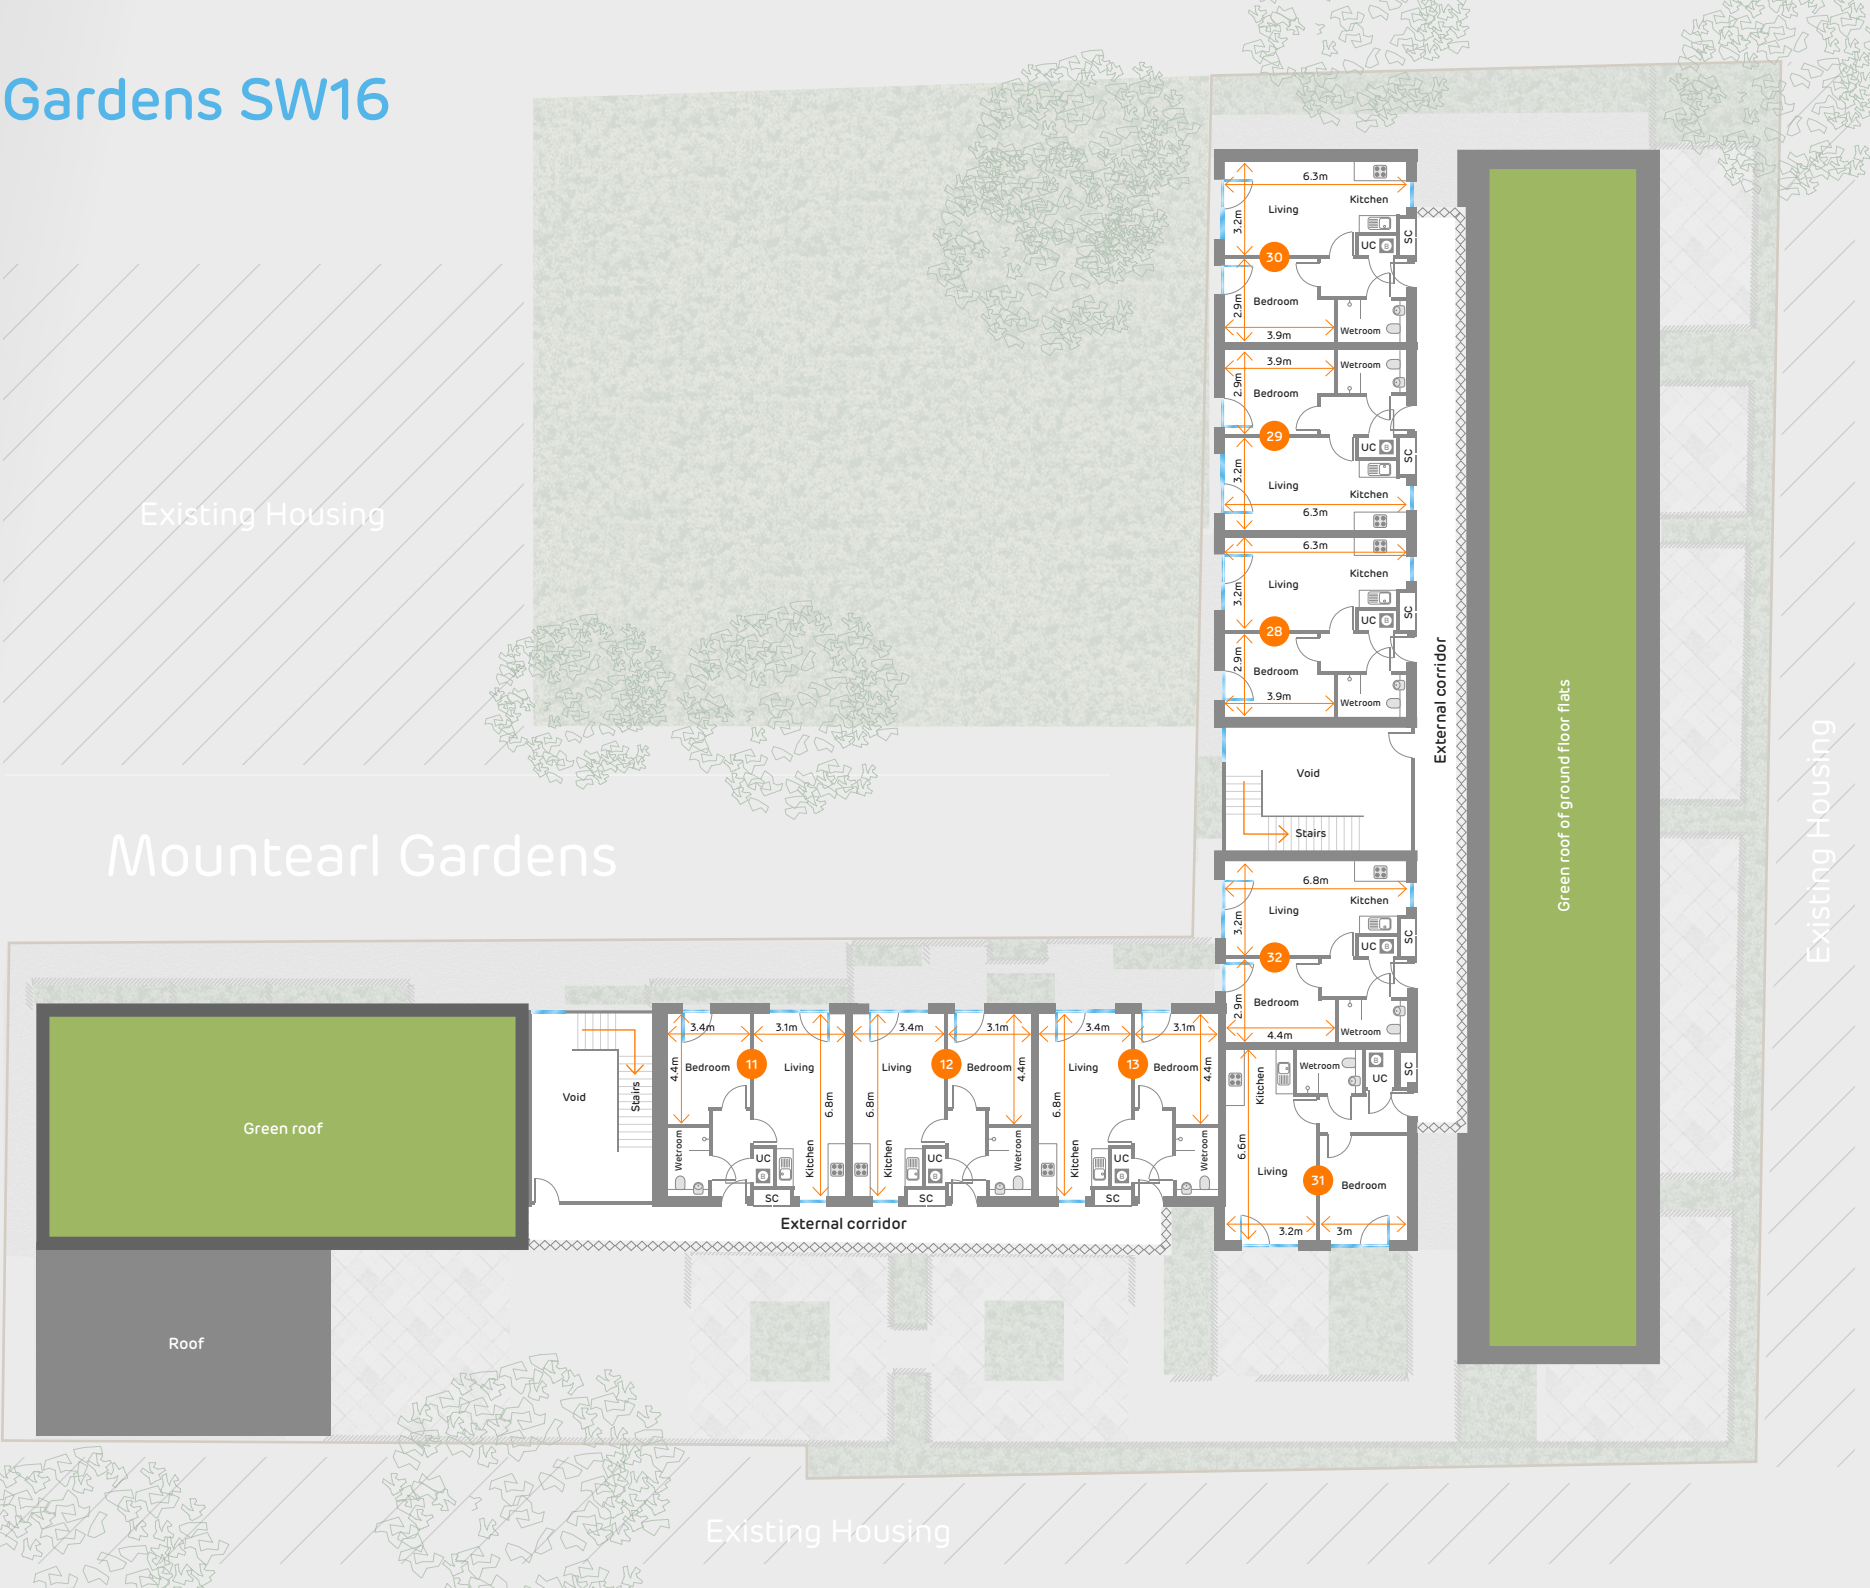 Gardens SW16
Existing Housing
Mountearl Gardens
6.3m
Kitchen
Living
3.2m
SC
UC
B
30
Bedroom
2.9m
Wetroom
3.9m
3.9m
Wetroom
2.9m
Bedroom
29
UC
B
SC
3.2m
Living
Kitchen
6.3m
6.3m
Kitchen
Living
3.2m
SC
UC
B
28
2.9m
Bedroom
3.9m
Wetroom
External corridor
Green roof of ground floor flats
Existing Housing
Void
Stairs
6.8m
Kitchen
Living
3.2m
SC
UC
B
32
Bedroom
2.9m
4.4m
Wetroom
Kitchen
Wetroom
B
UC
SC
6.6m
Living
31
Bedroom
3.2m
3m
Green roof
Void
Stairs
3.4m
3.1m
4.4m
Bedroom
11
Living
6.8m
Wetroom
UC
B
Kitchen
SC
3.4m
3.1m
Living
12
Bedroom
4.4m
6.8m
Kitchen
UC
B
Wetroom
SC
3.4m
3.1m
Living
13
Bedroom
4.4m
6.8m
Kitchen
UC
B
Wetroom
SC
External corridor
Roof
Existing Housing